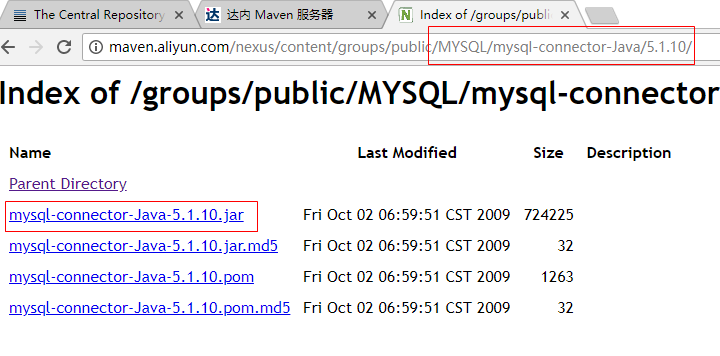 The Central Repository
达内 Maven 服务器
Index of /groups/publi
maven.aliyun.com/nexus/content/groups/public/MYSQL/mysql-connector-Java/5.1.10/
Index of /groups/public/MYSQL/mysql-connector
Name Last Modified Size Description
Parent Directory
mysql-connector-Java-5.1.10.jar Fri Oct 02 06:59:51 CST 2009 724225
mysql-connector-Java-5.1.10.jar.md5 Fri Oct 02 06:59:51 CST 2009 32
mysql-connector-Java-5.1.10.pom Fri Oct 02 06:59:51 CST 2009 1263
mysql-connector-Java-5.1.10.pom.md5 Fri Oct 02 06:59:51 CST 2009 32